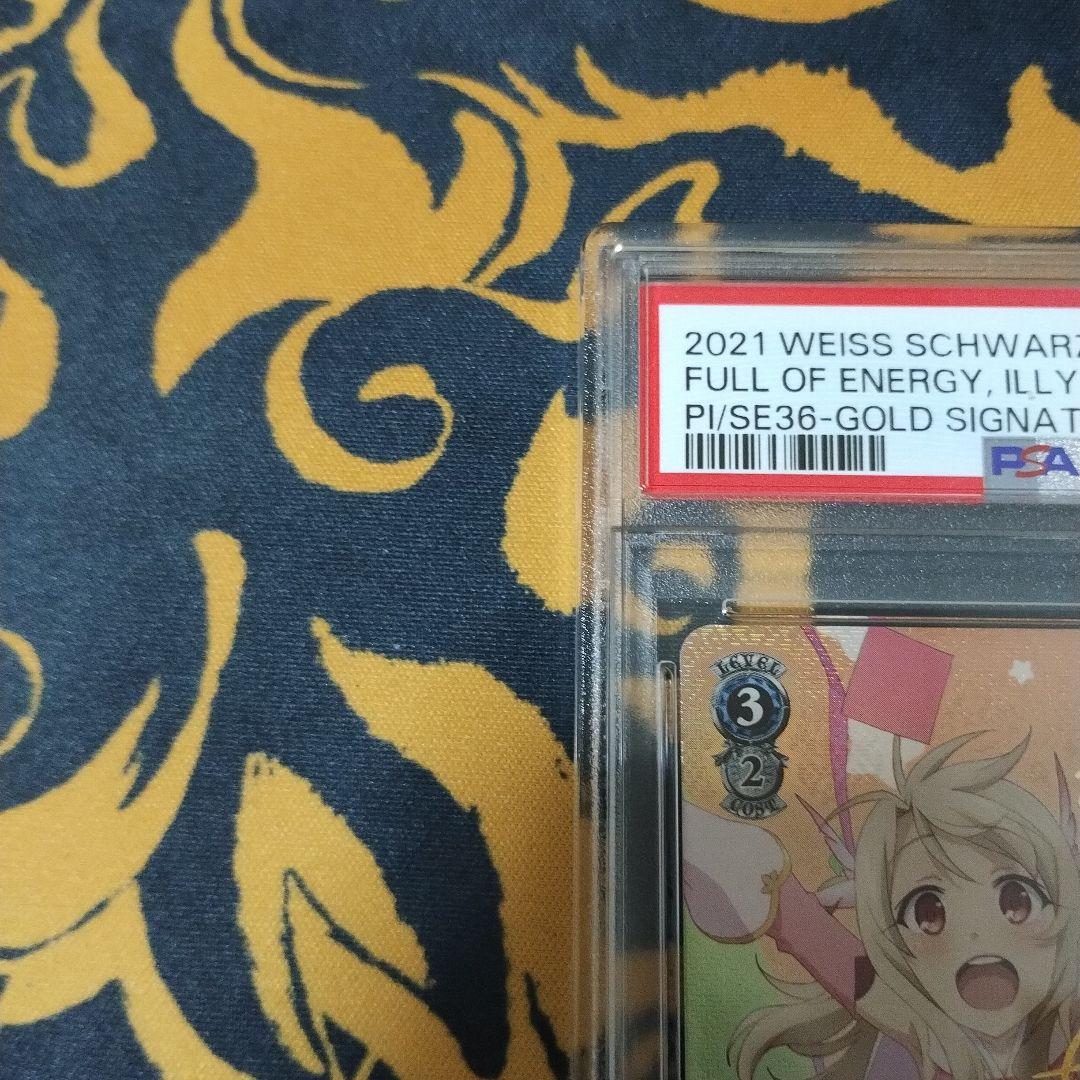 2021 WEISS SCHWARZ
FULL OF ENERGY, ILLY
PI/SE36-GOLD SIGNAT
PSA
LEVEL
3
2
COST